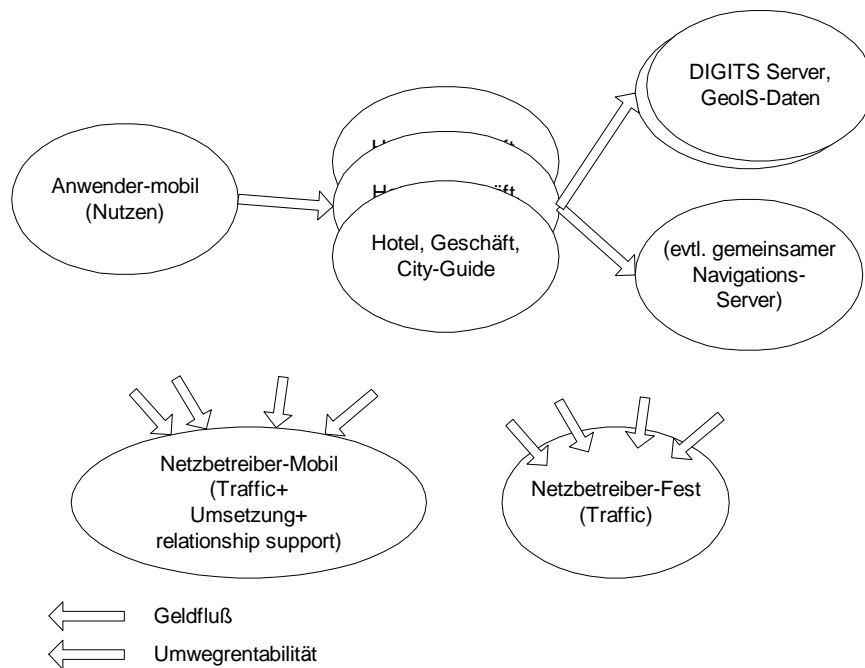 DIGITS Server,
GeoIS-Daten
Anwender-mobil
(Nutzen)
Hotel, Geschäft,
City-Guide
(evtl. gemeinsamer
Navigations-
Server)
Netzbetreiber-Mobil
(Traffic+
Umsetzung+
relationship support)
Netzbetreiber-Fest
(Traffic)
Geldfluß
Umwegrentabilität